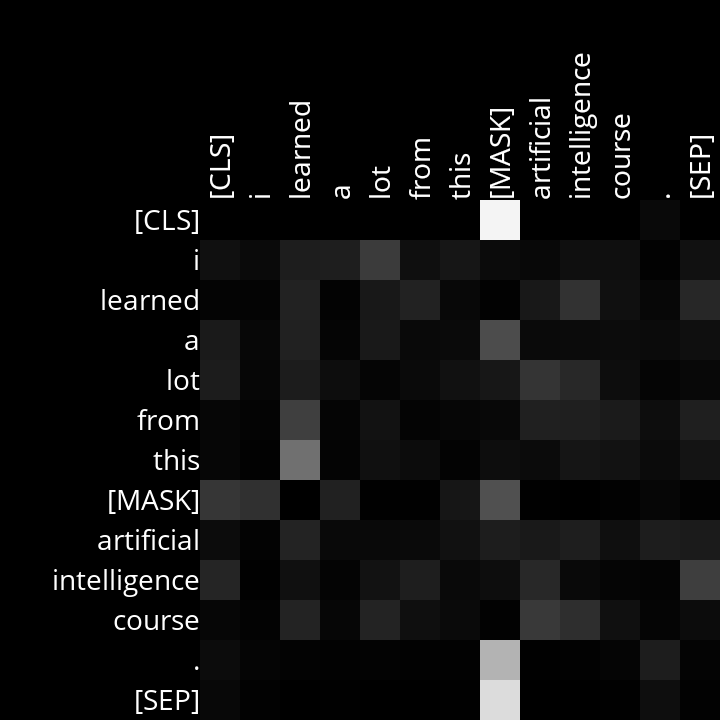 [CLS]
i
learned
a
lot
from
this
[MASK]
artificial
intelligence
course
.
[SEP]
[CLS]
i
learned
a
lot
from
this
[MASK]
artificial
intelligence
course
.
[SEP]